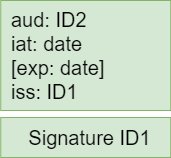 aud: ID2
iat: date
[exp: date]
iss: ID1
Signature ID1